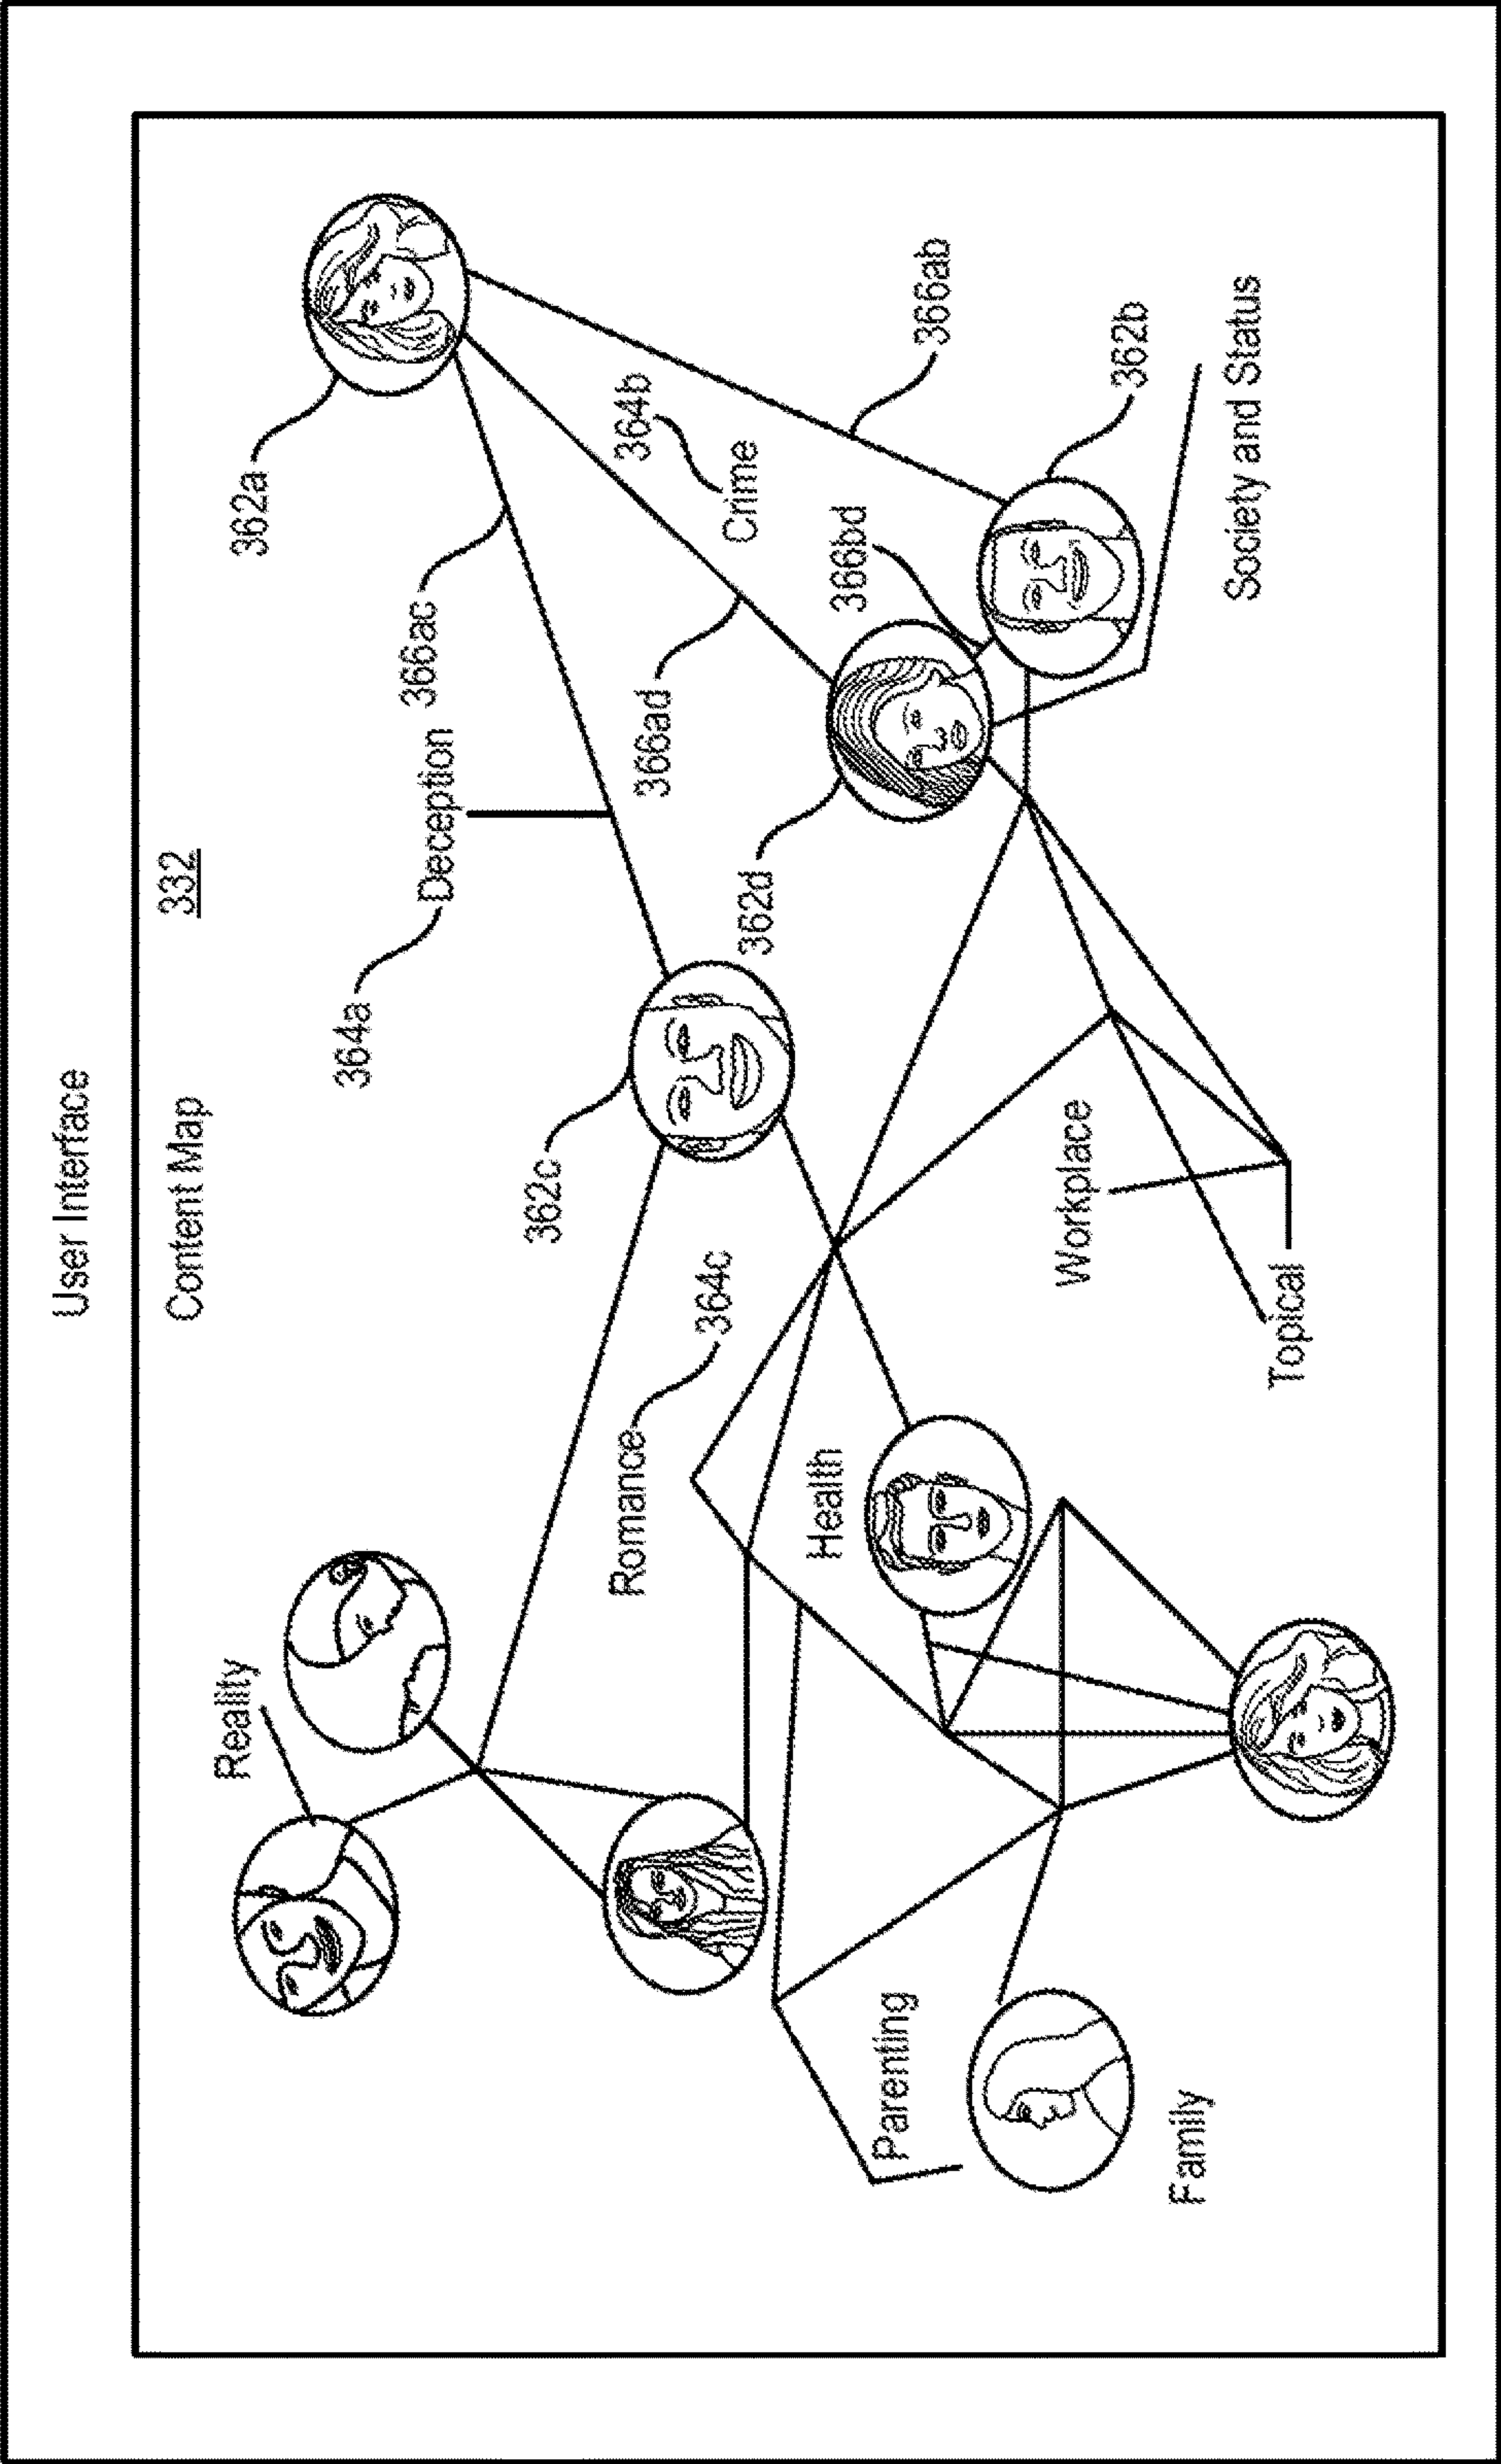 User Interface
Content Map
332
Reality
364a
Deception
366ac
362a
362c
Romance
364c
366ad
364b
Crime
Health
362d
366bd
366ab
Parenting
Workplace
362b
Family
Topical
Society and Status